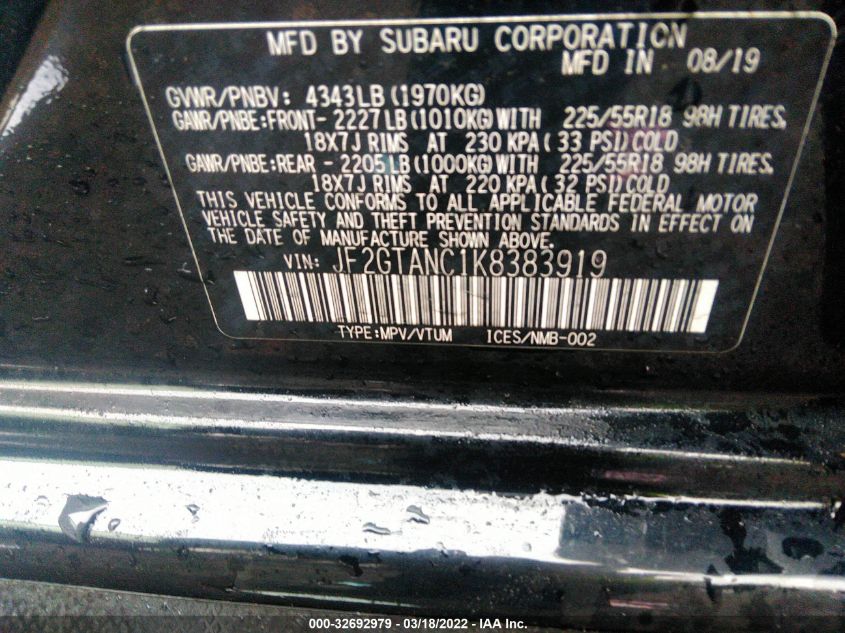 MFD BY SUBARU CORPORATION
MFD IN 08/19
GVWR/PNBV: 4343LB (1970KG)
GAWR/PNBE:FRONT- 2227LB(1010KG)WITH 225/55R18 98H TIRES,
18X7J RIMS AT 230 KPA( 33 PSI)COLD
GAWR/PNBE:REAR - 2205LB(1000KG)WITH 225/55R18 98H TIRES,
18X7J RIMS AT 220 KPA( 32 PSI)COLD
THIS VEHICLE CONFORMS TO ALL APPLICABLE FEDERAL MOTOR
VEHICLE SAFETY AND THEFT PREVENTION STANDARDS IN EFFECT ON
THE DATE OF MANUFACTURE SHOWN ABOVE.
VIN: JF2GTANC1K8383919
TYPE:MPV/VTUM ICES/NMB-002
000-32692979 - 03/18/2022 - IAA Inc.